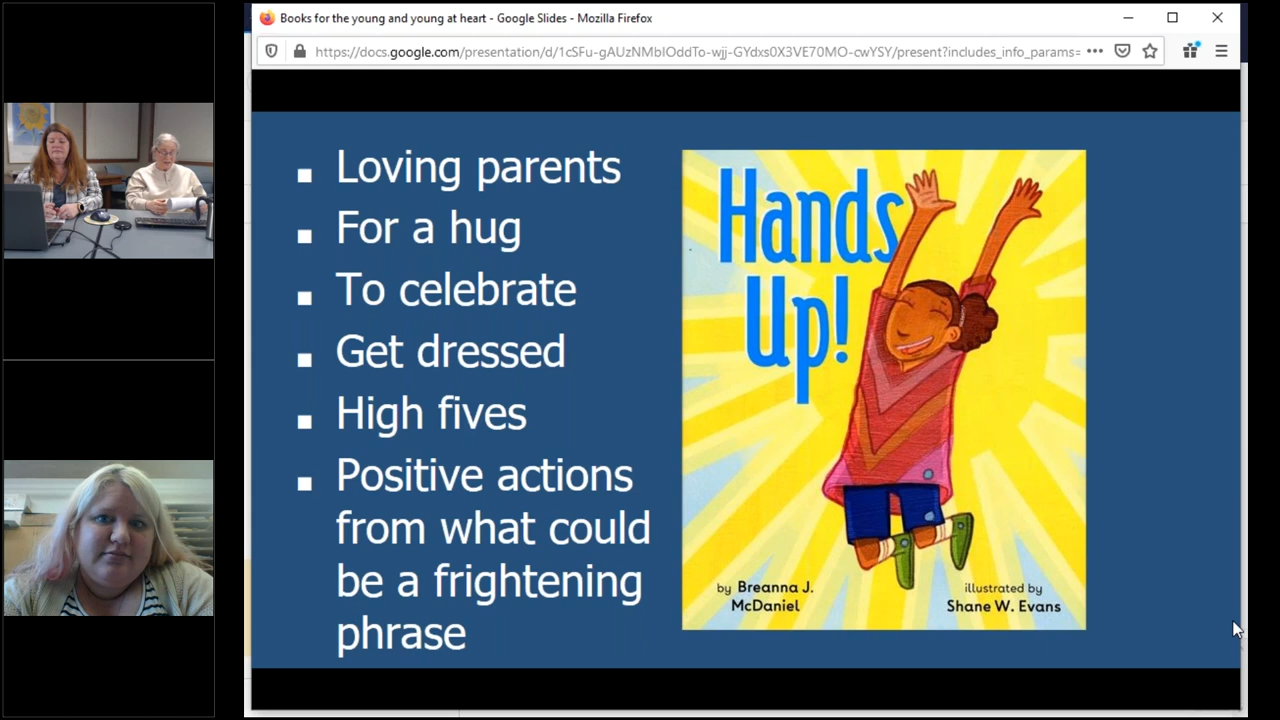 Books for the young and young at heart - Google Slides - Mozilla Firefox
https://docs.google.com/presentation/d/1cSFu-gAUzNMbIOddTo-wjj-GYdxs0X3VE70MO-cwYSY/present?includes_info_params=
Loving parents
For a hug
To celebrate
Get dressed
High fives
Positive actions
from what could
be a frightening
phrase
Hands
Up!
by Breanna J.
McDaniel
illustrated by
Shane W. Evans